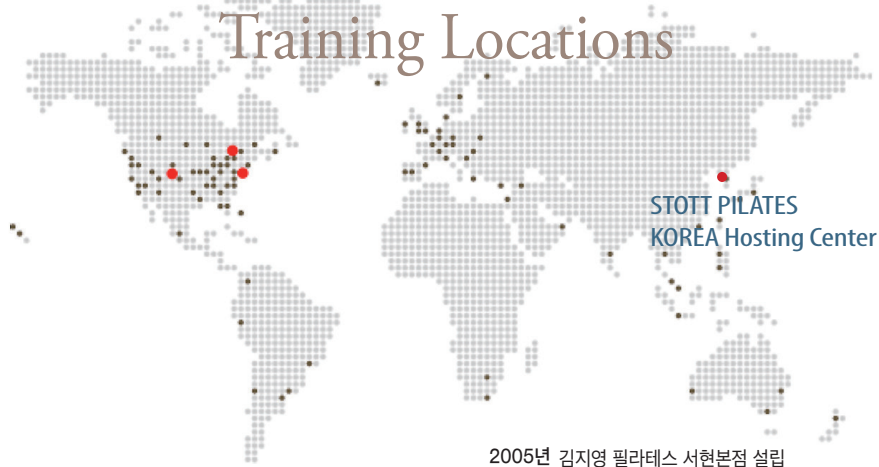 Training Locations
STOTT PILATES
KOREA Hosting Center
2005년 김지영 필라테스 서현본점 설립